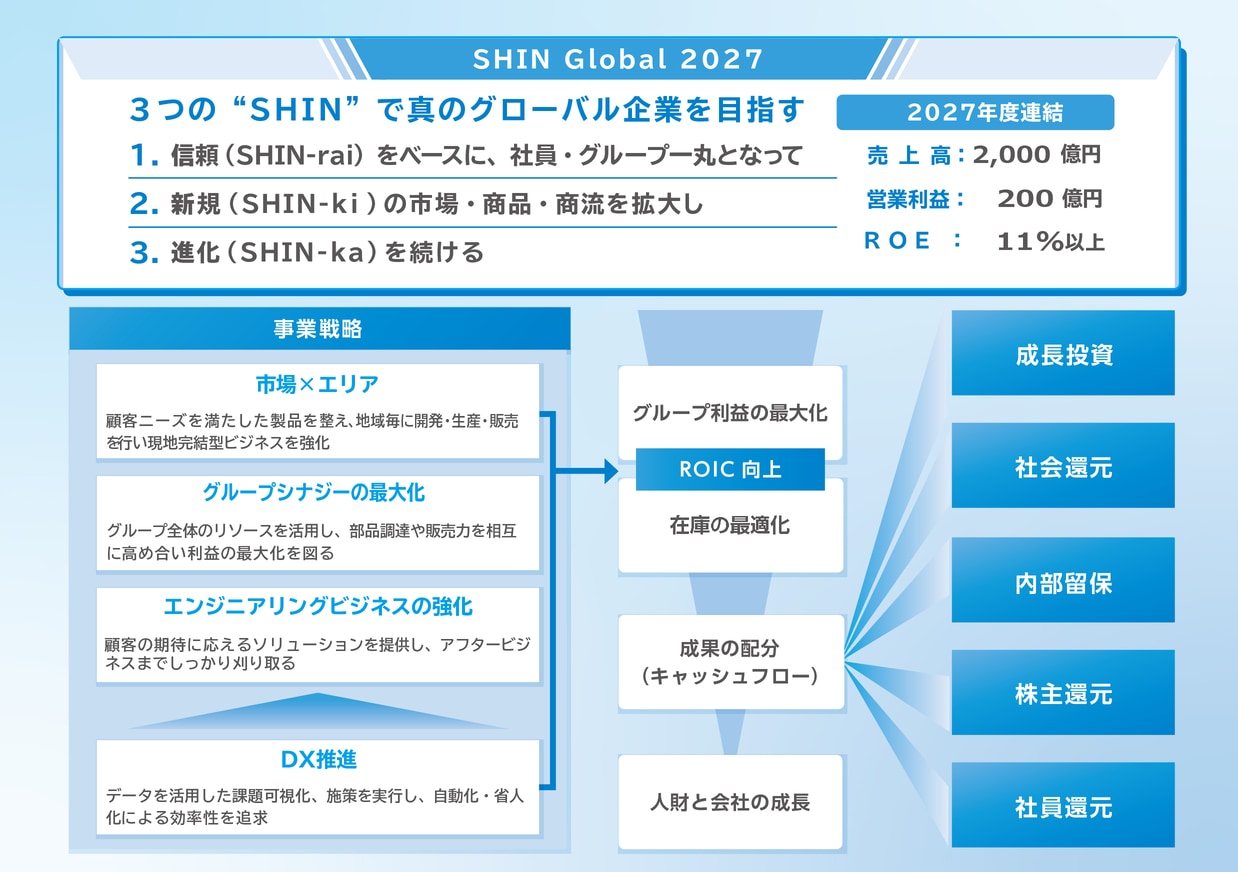 SHIN Global 2027
3つの“SHIN”で真のグローバル企業を目指す
1. 信頼（SHIN-rai）をベースに、社員・グループ一丸となって
2. 新規（SHIN-ki）の市場・商品・商流を拡大し
3. 進化（SHIN-ka）を続ける
2027年度連結
売上高：2,000 億円
営業利益： 200 億円
ROE ： 11%以上
事業戦略
市場×エリア
顧客ニーズを満たした製品を整え、地域毎に開発・生産・販売
を行い現地完結型ビジネスを強化
グループシナジーの最大化
グループ全体のリソースを活用し、部品調達や販売力を相互
に高め合い利益の最大化を図る
エンジニアリングビジネスの強化
顧客の期待に応えるソリューションを提供し、アフタービジ
ネスまでしっかり刈り取る
DX推進
データを活用した課題可視化、施策を実行し、自動化・省人
化による効率性を追求
グループ利益の最大化
ROIC 向上
在庫の最適化
成果の配分
（キャッシュフロー）
人財と会社の成長
成長投資
社会還元
内部留保
株主還元
社員還元